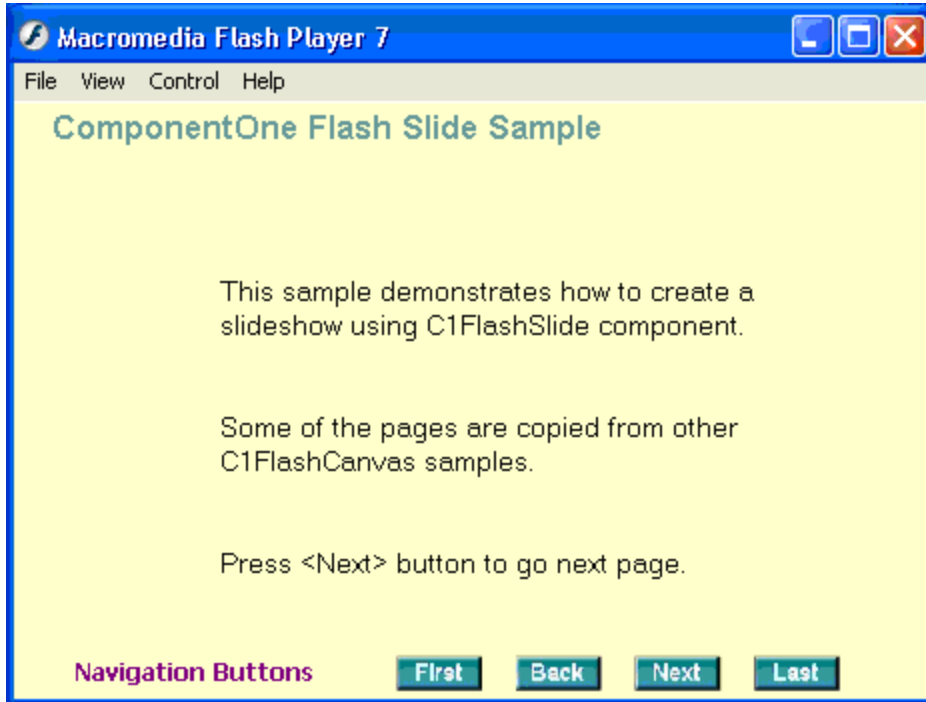 Macromedia Flash Player 7
File View Control Help
ComponentOne Flash Slide Sample
This sample demonstrates how to create a
slideshow using C1FlashSlide component.
Some of the pages are copied from other
C1FlashCanvas samples.
Press <Next> button to go next page.
Navigation Buttons First Back Next Last